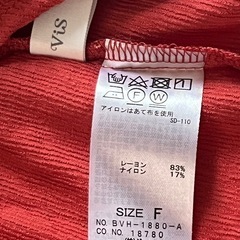 ViS
アイロンはあて布を使用
SD-110
レーヨン 83%
ナイロン 17%
SIZE F
NO. BVH-1880-A
CO. NO. 18780